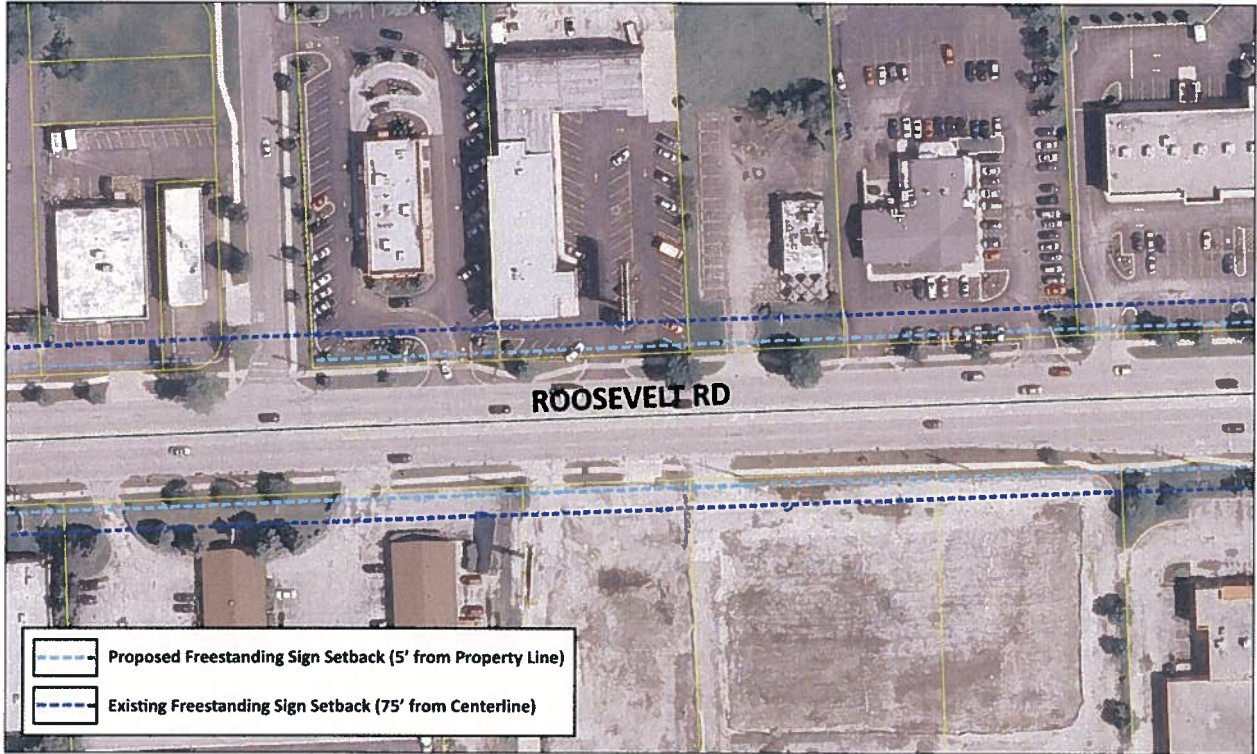 ROOSEVELT RD
Proposed Freestanding Sign Setback (5' from Property Line)
Existing Freestanding Sign Setback (75' from Centerline)